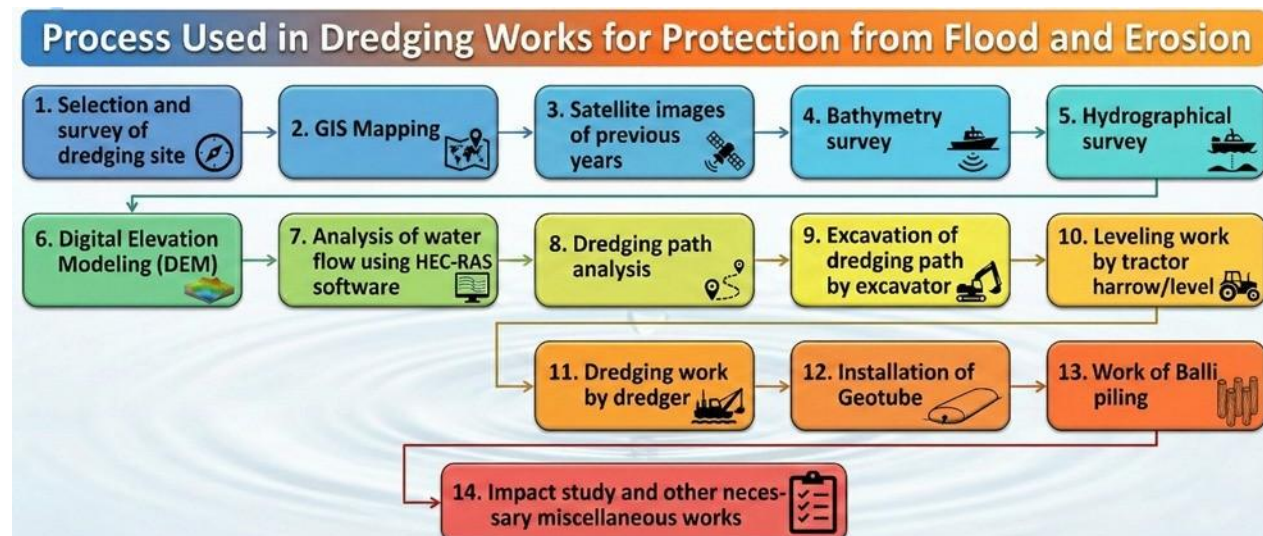 Process Used in Dredging Works for Protection from Flood and Erosion
1. Selection and
survey of
dredging site
2. GIS Mapping
3. Satellite images
of previous
years
4. Bathymetry
survey
5. Hydrographical
survey
6. Digital Elevation
Modeling (DEM)
7. Analysis of water
flow using HEC-RAS
software
8. Dredging path
analysis
9. Excavation of
dredging path
by excavator
10. Leveling work
by tractor
harrow/level
11. Dredging work
by dredger
12. Installation of
Geotube
13. Work of Balli
piling
14. Impact study and other neces-
sary miscellaneous works